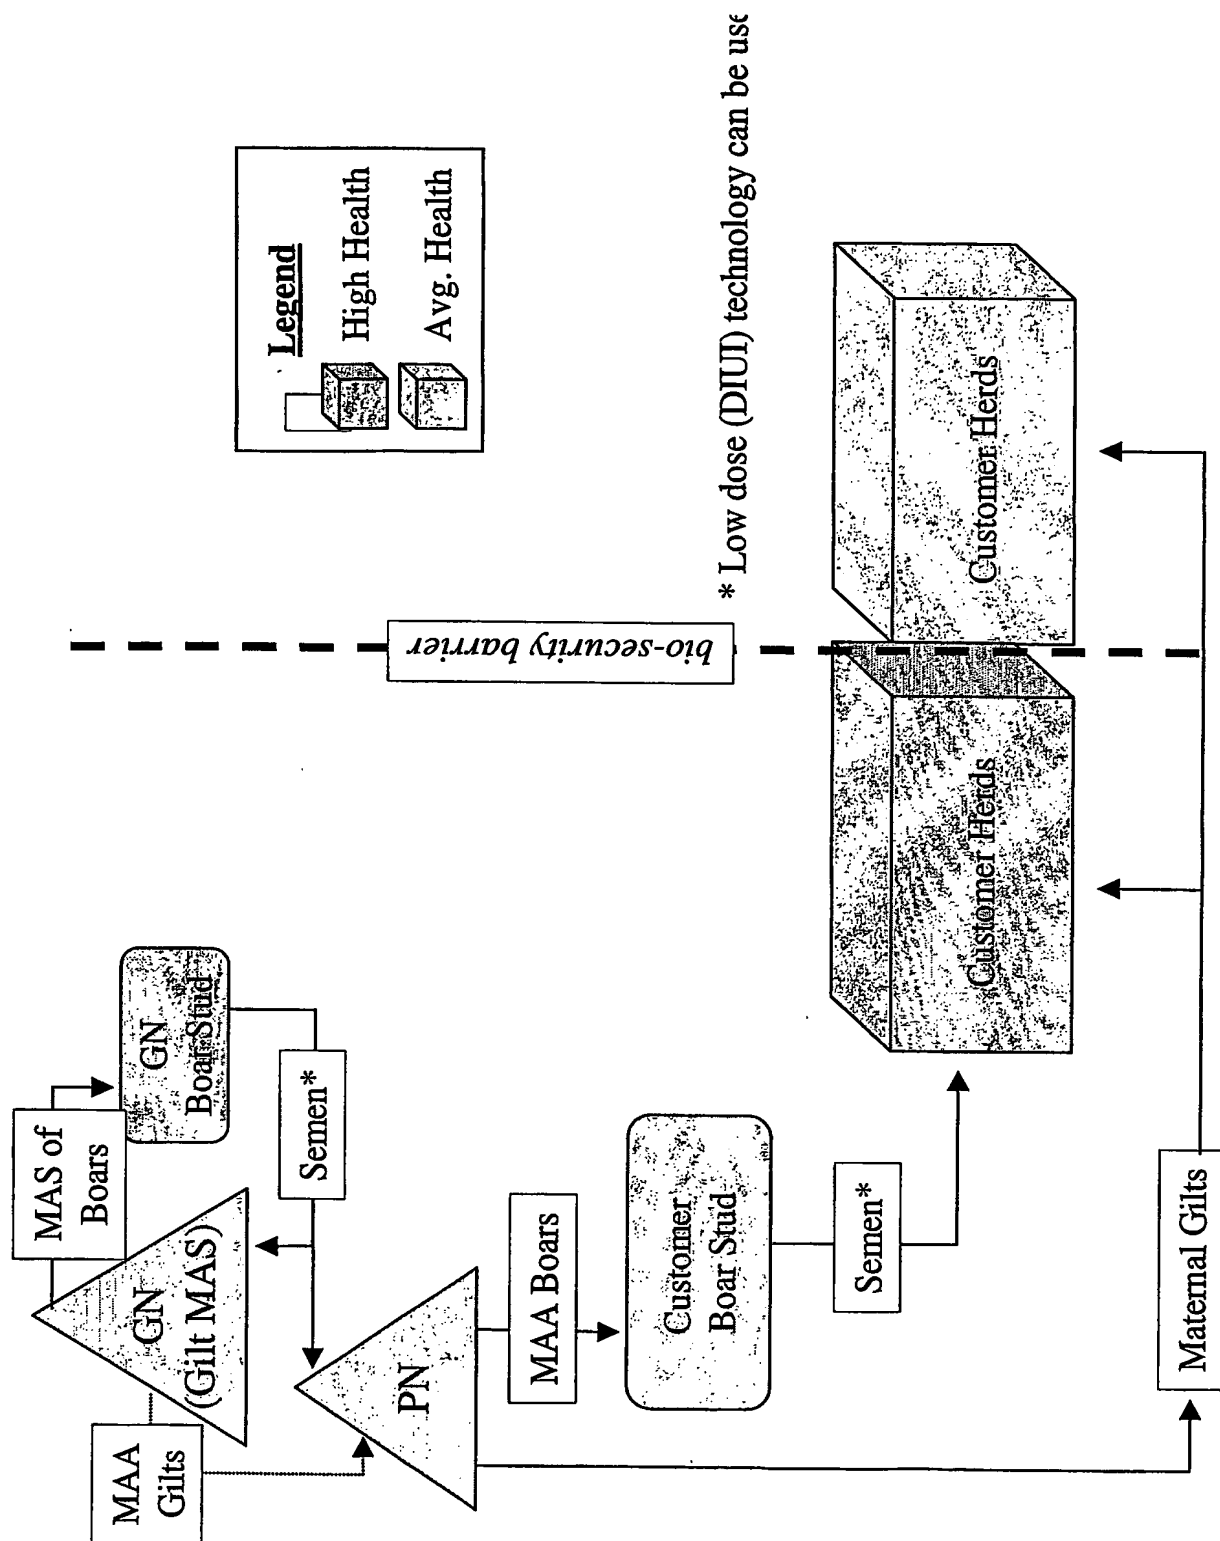 MAS of
Boars
GN
Boar Stud
GN
(Gilt MAS)
MAA
Gilts
Semen*
PN
MAA Boars
Customer
Boar Stud
Semen*
Maternal Gilts
Customer Herds
Customer Herds
bio-security barrier
Legend
High Health
Avg. Health
* Low dose (DIUI) technology can be use